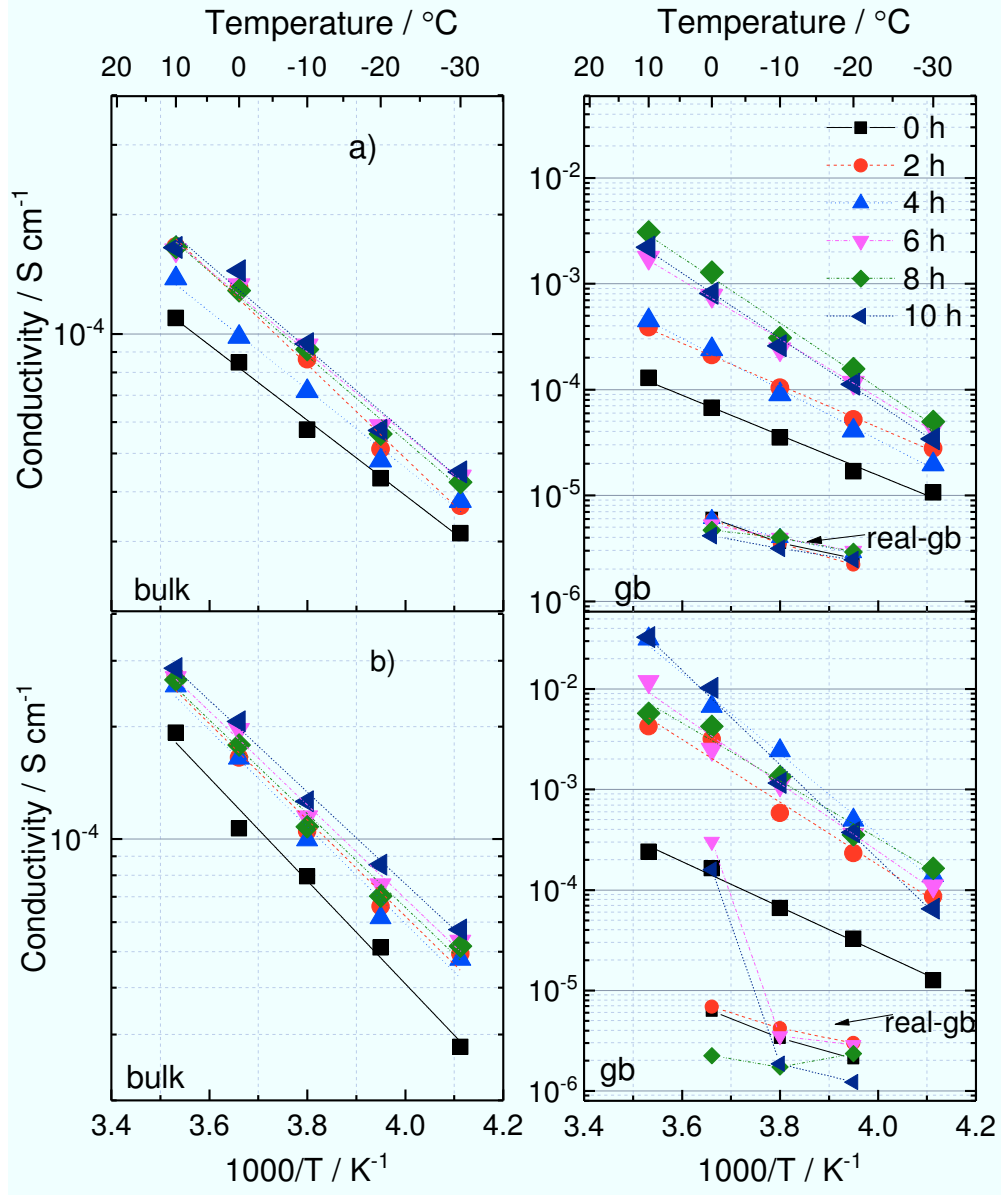 Temperature / °C
Temperature / °C
20 10 0 -10 -20 -30
20 10 0 -10 -20 -30
a)
0 h
2 h
4 h
6 h
8 h
10 h
Conductivity / S cm⁻¹
10⁻⁴
bulk
10⁻²
10⁻³
10⁻⁴
10⁻⁵
10⁻⁶
real-gb
gb
b)
Conductivity / S cm⁻¹
10⁻⁴
bulk
10⁻²
10⁻³
10⁻⁴
10⁻⁵
10⁻⁶
real-gb
gb
3.4 3.6 3.8 4.0 4.2
3.4 3.6 3.8 4.0 4.2
1000/T / K⁻¹
1000/T / K⁻¹